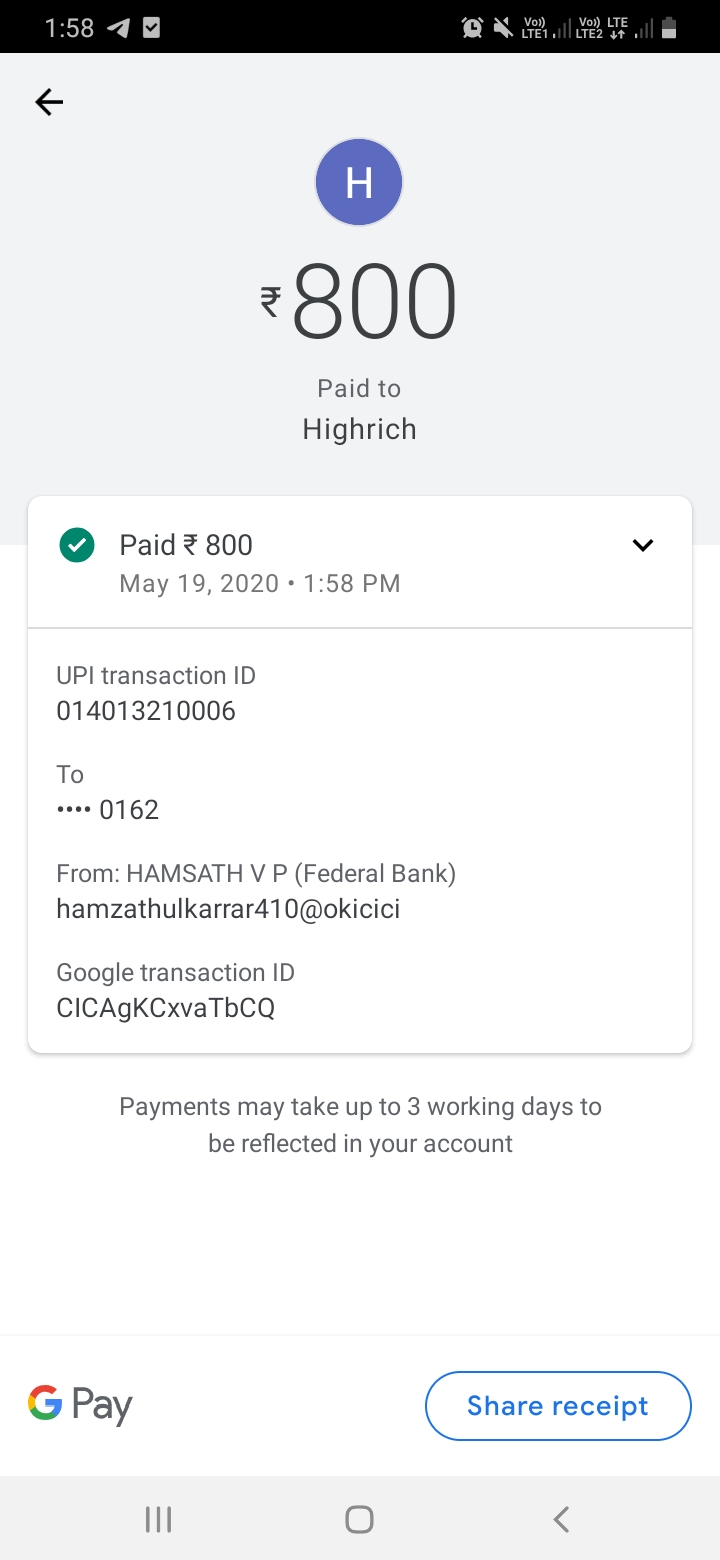 1:58
Vo)) LTE1 Vo)) LTE2 LTE
H
₹800
Paid to
Highrich
Paid ₹ 800
May 19, 2020 • 1:58 PM
UPI transaction ID
014013210006
To
•••• 0162
From: HAMSATH V P (Federal Bank)
hamzathulkarrar410@okicici
Google transaction ID
CICAgKCxvaTbCQ
Payments may take up to 3 working days to
be reflected in your account
G Pay
Share receipt